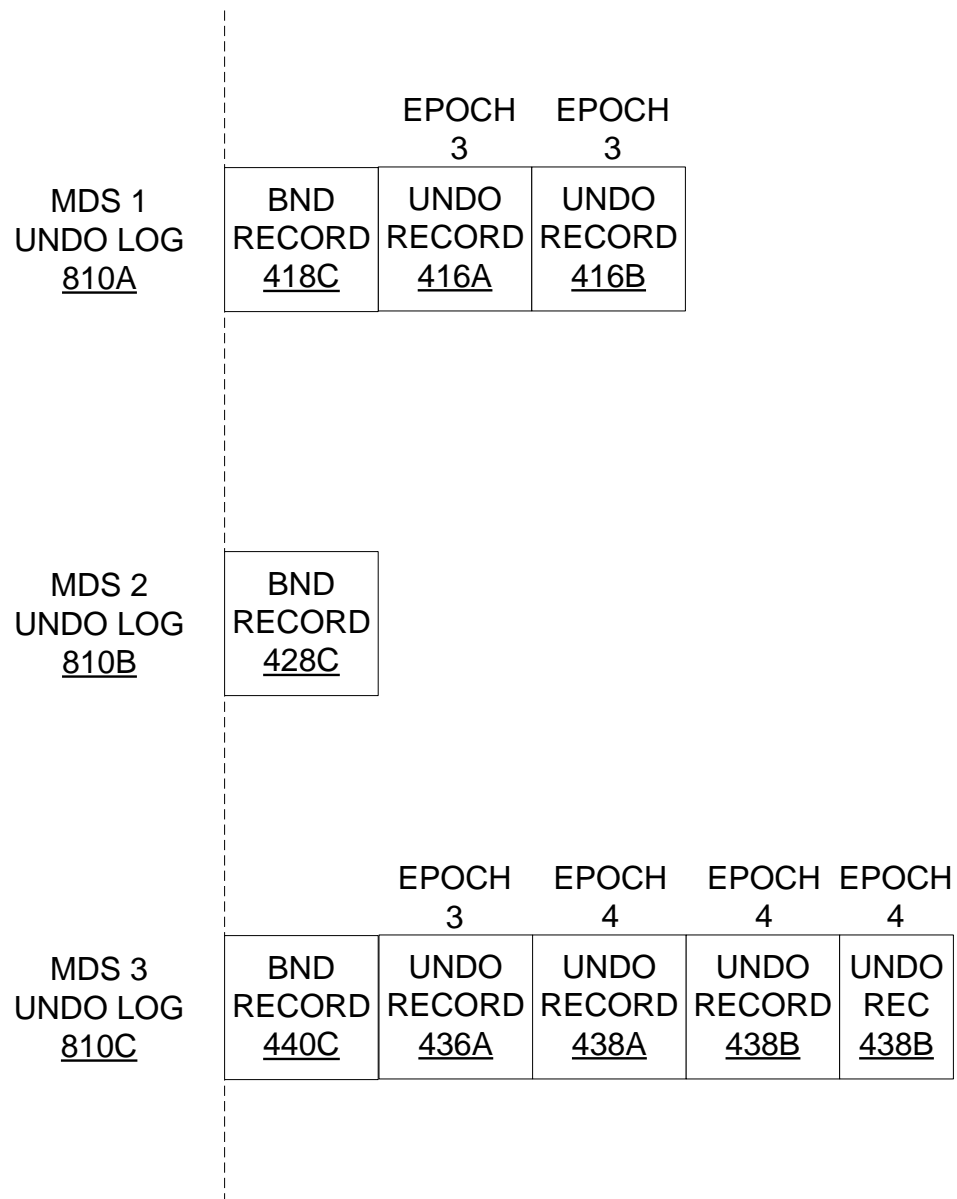 EPOCH EPOCH
3 3
MDS 1
UNDO LOG
810A
BND
RECORD
418C
UNDO
RECORD
416A
UNDO
RECORD
416B
MDS 2
UNDO LOG
810B
BND
RECORD
428C
EPOCH EPOCH EPOCH EPOCH
3 4 4 4
MDS 3
UNDO LOG
810C
BND
RECORD
440C
UNDO
RECORD
436A
UNDO
RECORD
438A
UNDO
RECORD
438B
UNDO
REC
438B